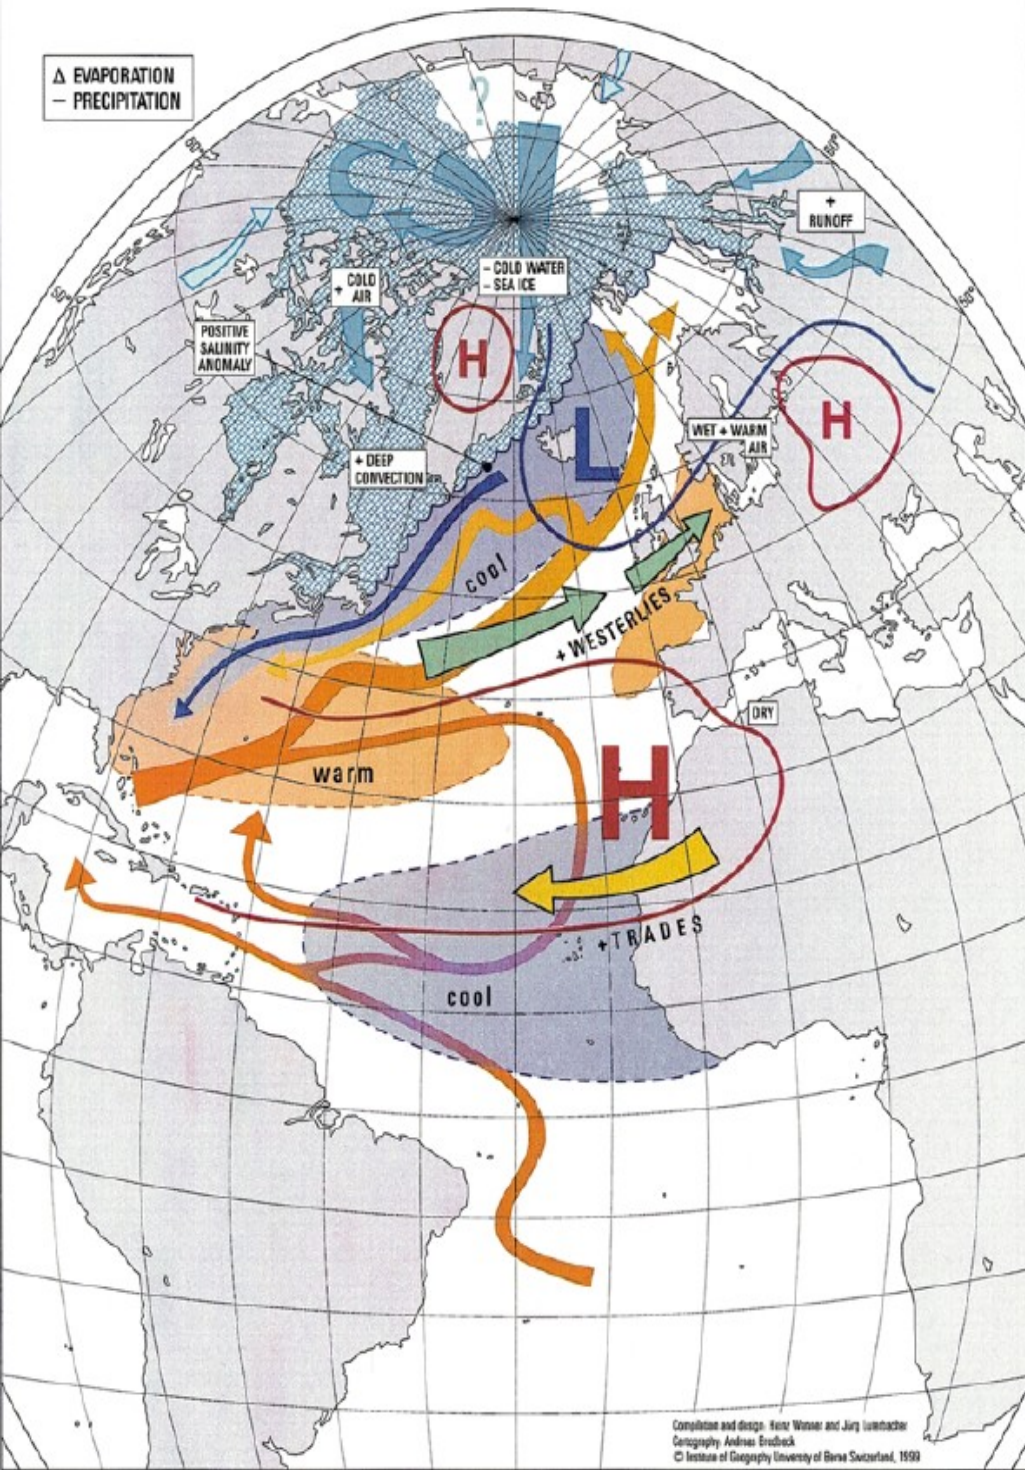 Δ EVAPORATION
– PRECIPITATION
?
60°
60°
+
RUNOFF
– COLD WATER
– SEA ICE
+ COLD
AIR
POSITIVE
SALINITY
ANOMALY
H
H
L
WET + WARM
AIR
+ DEEP
CONVECTION
cool
+WESTERLIES
DRY
warm
H
+TRADES
cool
Compilation and design: Heinz Wanner and Jürg Luterbacher
Cartography: Andreas Brodbeck
© Institute of Geography University of Berne Switzerland, 1999